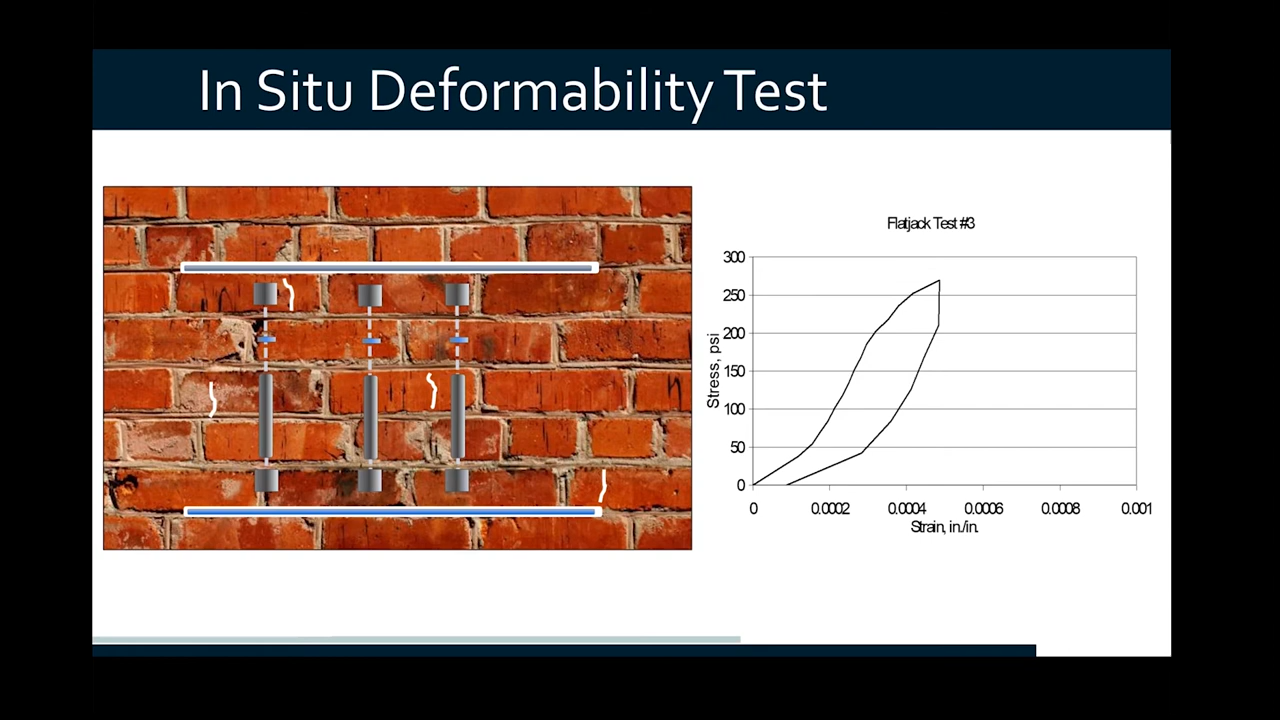 In Situ Deformability Test
Flatjack Test #3
Stress, psi
300
250
200
150
100
50
0
0 0.0002 0.0004 0.0006 0.0008 0.001
Strain, in./in.